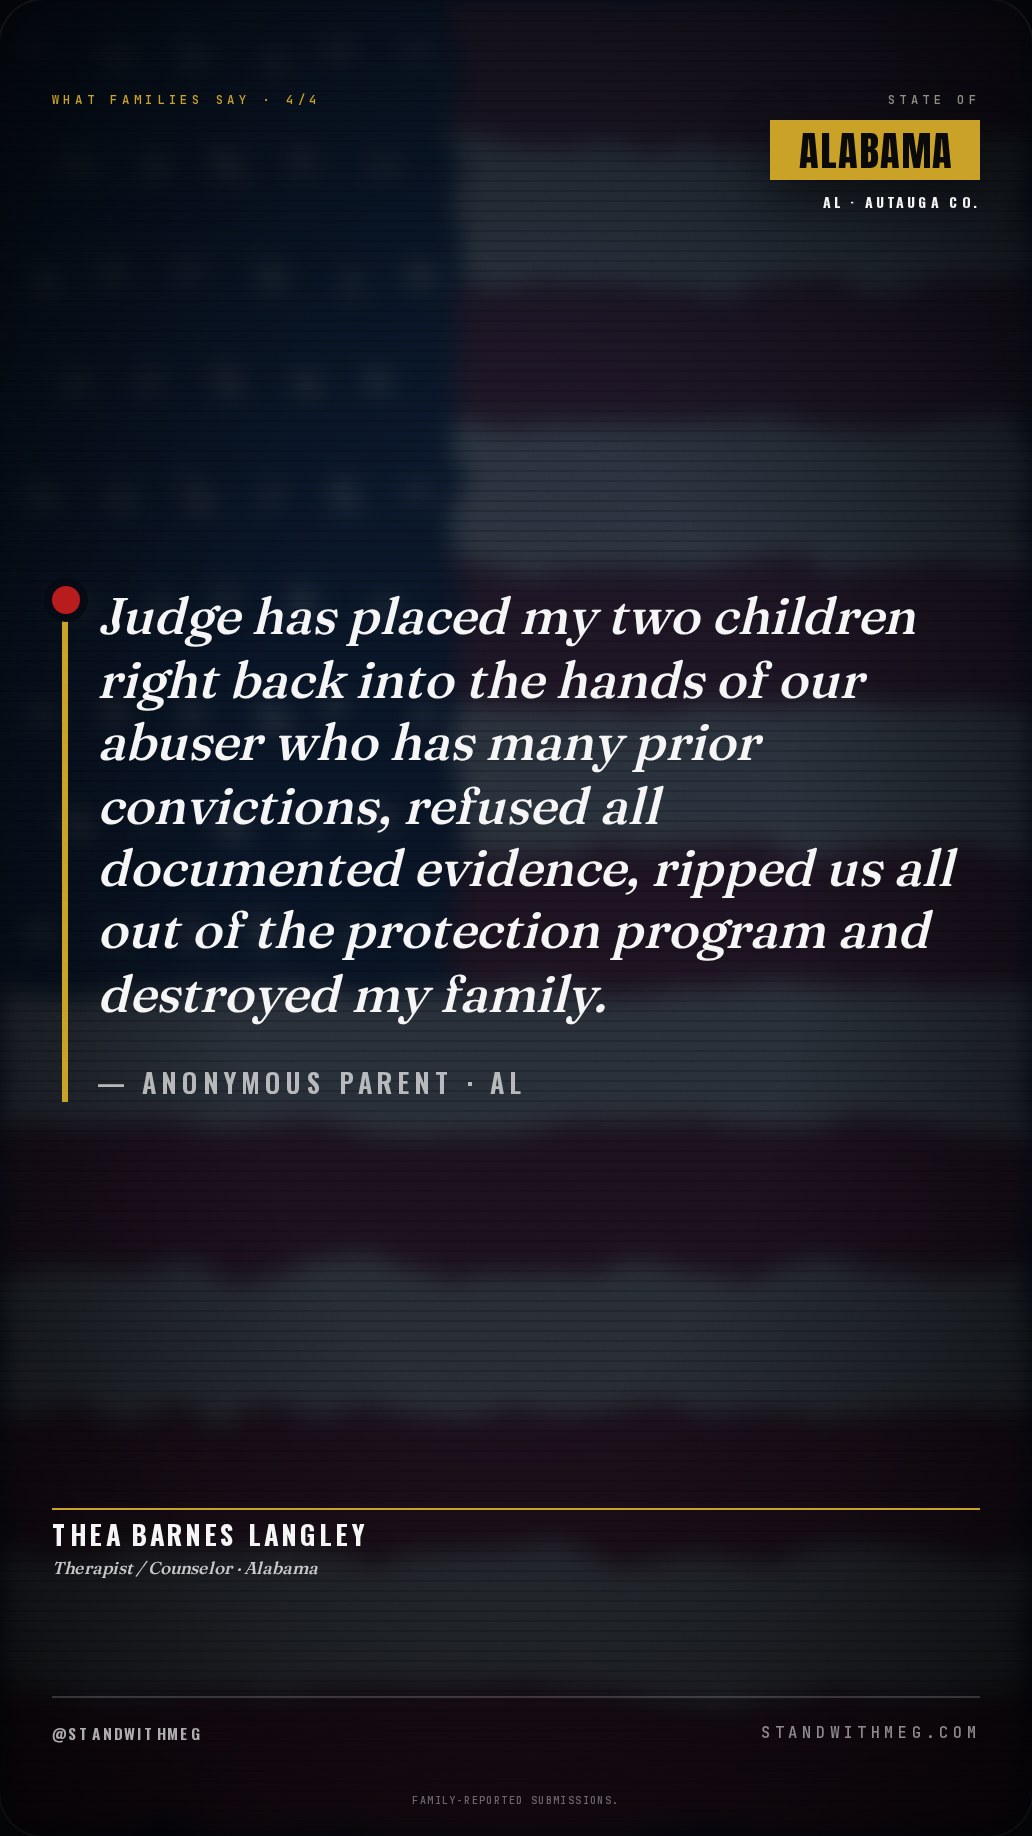 WHAT FAMILIES SAY · 4/4
STATE OF
ALABAMA
AL · AUTAUGA CO.
Judge has placed my two children
right back into the hands of our
abuser who has many prior
convictions, refused all
documented evidence, ripped us all
out of the protection program and
destroyed my family.
— ANONYMOUS PARENT · AL
THEA BARNES LANGLEY
Therapist / Counselor · Alabama
@STANDWITHMEG
STANDWITHMEG.COM
FAMILY-REPORTED SUBMISSIONS.